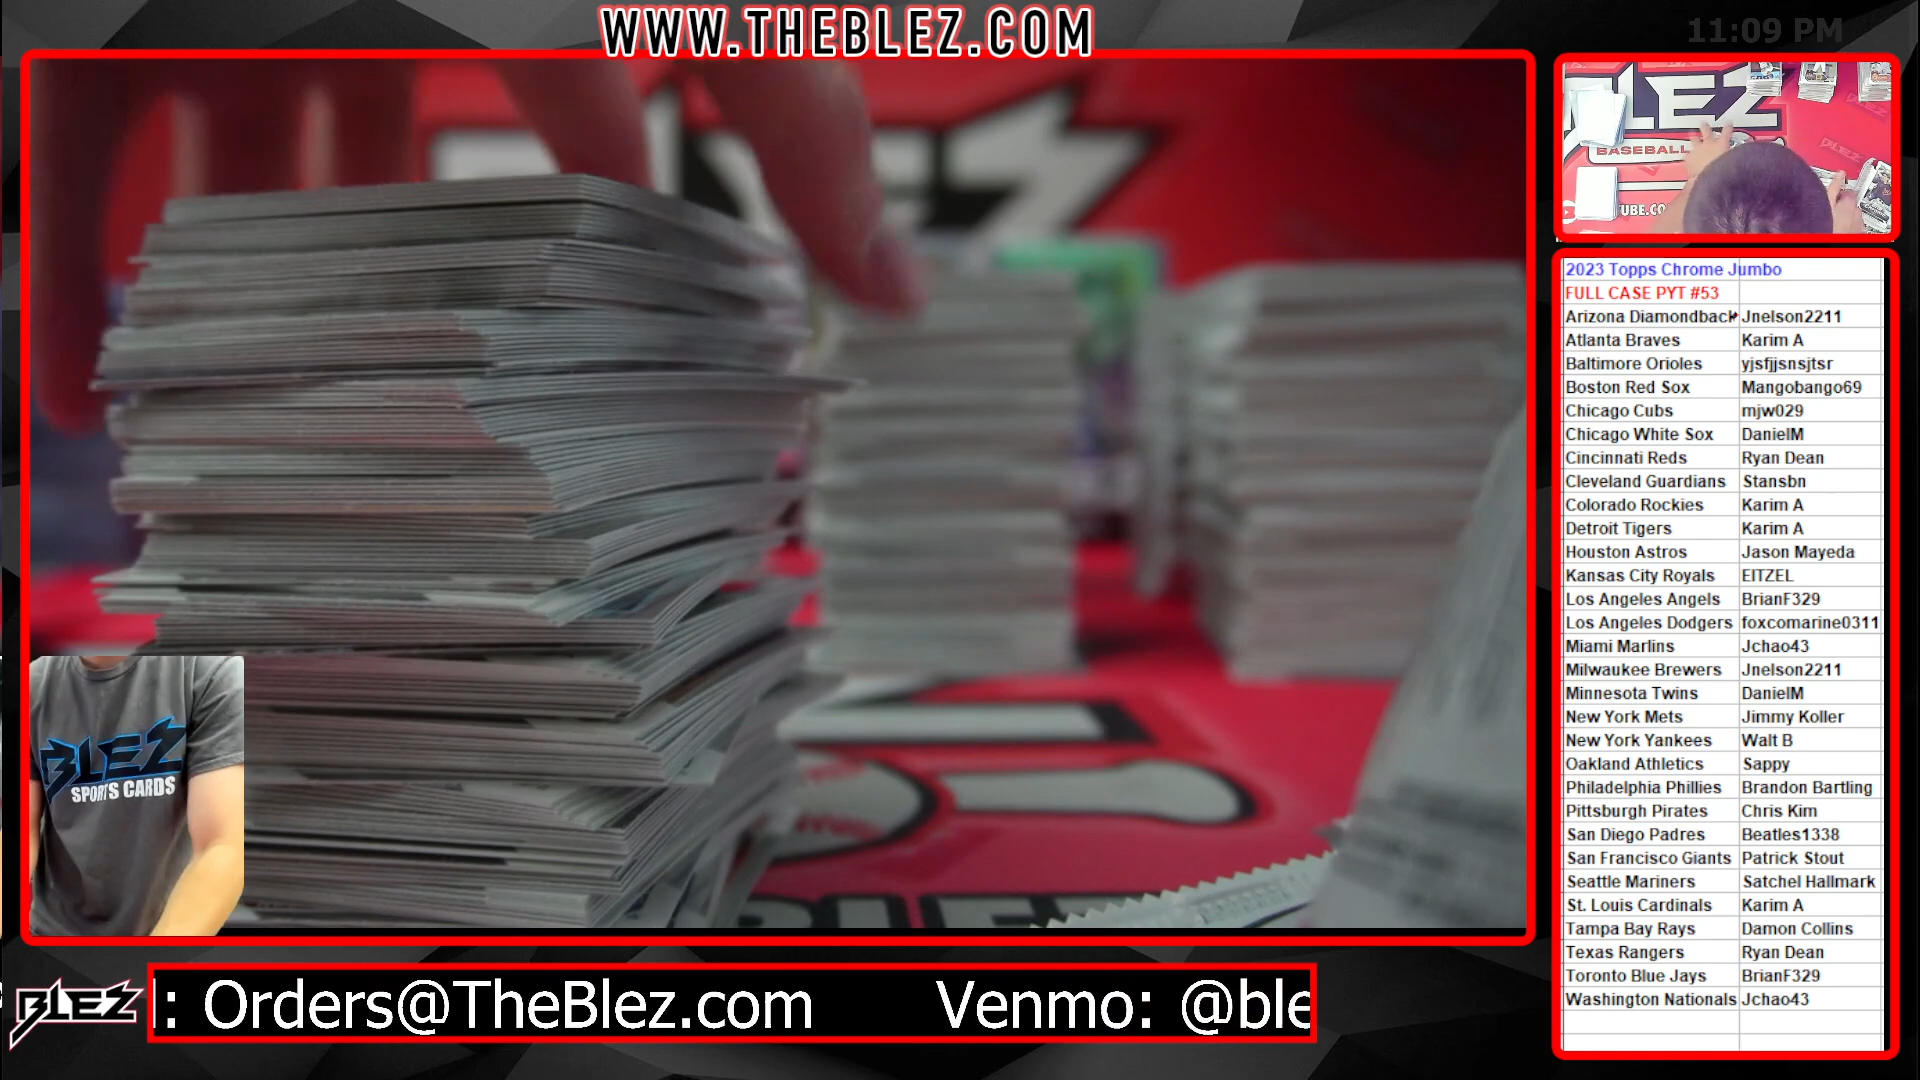 WWW.THEBLEZ.COM
11:09 PM
BLEZ
BASEBALL
TUBE.CO
2023 Topps Chrome Jumbo
FULL CASE PYT #53
Arizona Diamondback Jnelson2211
Atlanta Braves Karim A
Baltimore Orioles yjsfjjsnsjtsr
Boston Red Sox Mangobango69
Chicago Cubs mjw029
Chicago White Sox DanielM
Cincinnati Reds Ryan Dean
Cleveland Guardians Stansbn
Colorado Rockies Karim A
Detroit Tigers Karim A
Houston Astros Jason Mayeda
Kansas City Royals EITZEL
Los Angeles Angels BrianF329
Los Angeles Dodgers foxcomarine0311
Miami Marlins Jchao43
Milwaukee Brewers Jnelson2211
Minnesota Twins DanielM
New York Mets Jimmy Koller
New York Yankees Walt B
Oakland Athletics Sappy
Philadelphia Phillies Brandon Bartling
Pittsburgh Pirates Chris Kim
San Diego Padres Beatles1338
San Francisco Giants Patrick Stout
Seattle Mariners Satchel Hallmark
St. Louis Cardinals Karim A
Tampa Bay Rays Damon Collins
Texas Rangers Ryan Dean
Toronto Blue Jays BrianF329
Washington Nationals Jchao43
BLEZ
SPORTS CARDS
BLEZ
: Orders@TheBlez.com Venmo: @ble